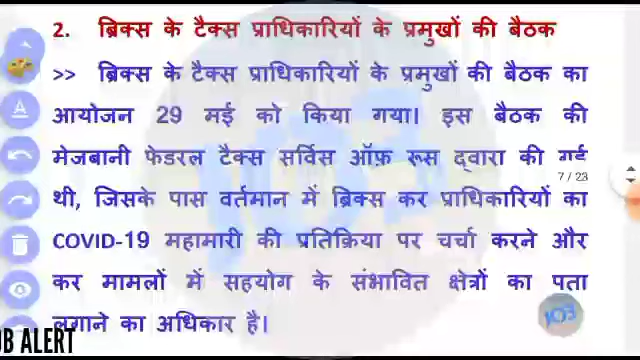 2. ब्रिक्स के टैक्स प्राधिकारियों के प्रमुखों की बैठक
>> ब्रिक्स के टैक्स प्राधिकारियों के प्रमुखों की बैठक का
आयोजन 29 मई को किया गया। इस बैठक की
मेजबानी फेडरल टैक्स सर्विस ऑफ़ रूस द्वारा की गई
7 / 23
थी, जिसके पास वर्तमान में ब्रिक्स कर प्राधिकारियों का
COVID-19 महामारी की प्रतिक्रिया पर चर्चा करने और
कर मामलों में सहयोग के संभावित क्षेत्रों का पता
लगाने का अधिकार है।
OB ALERT